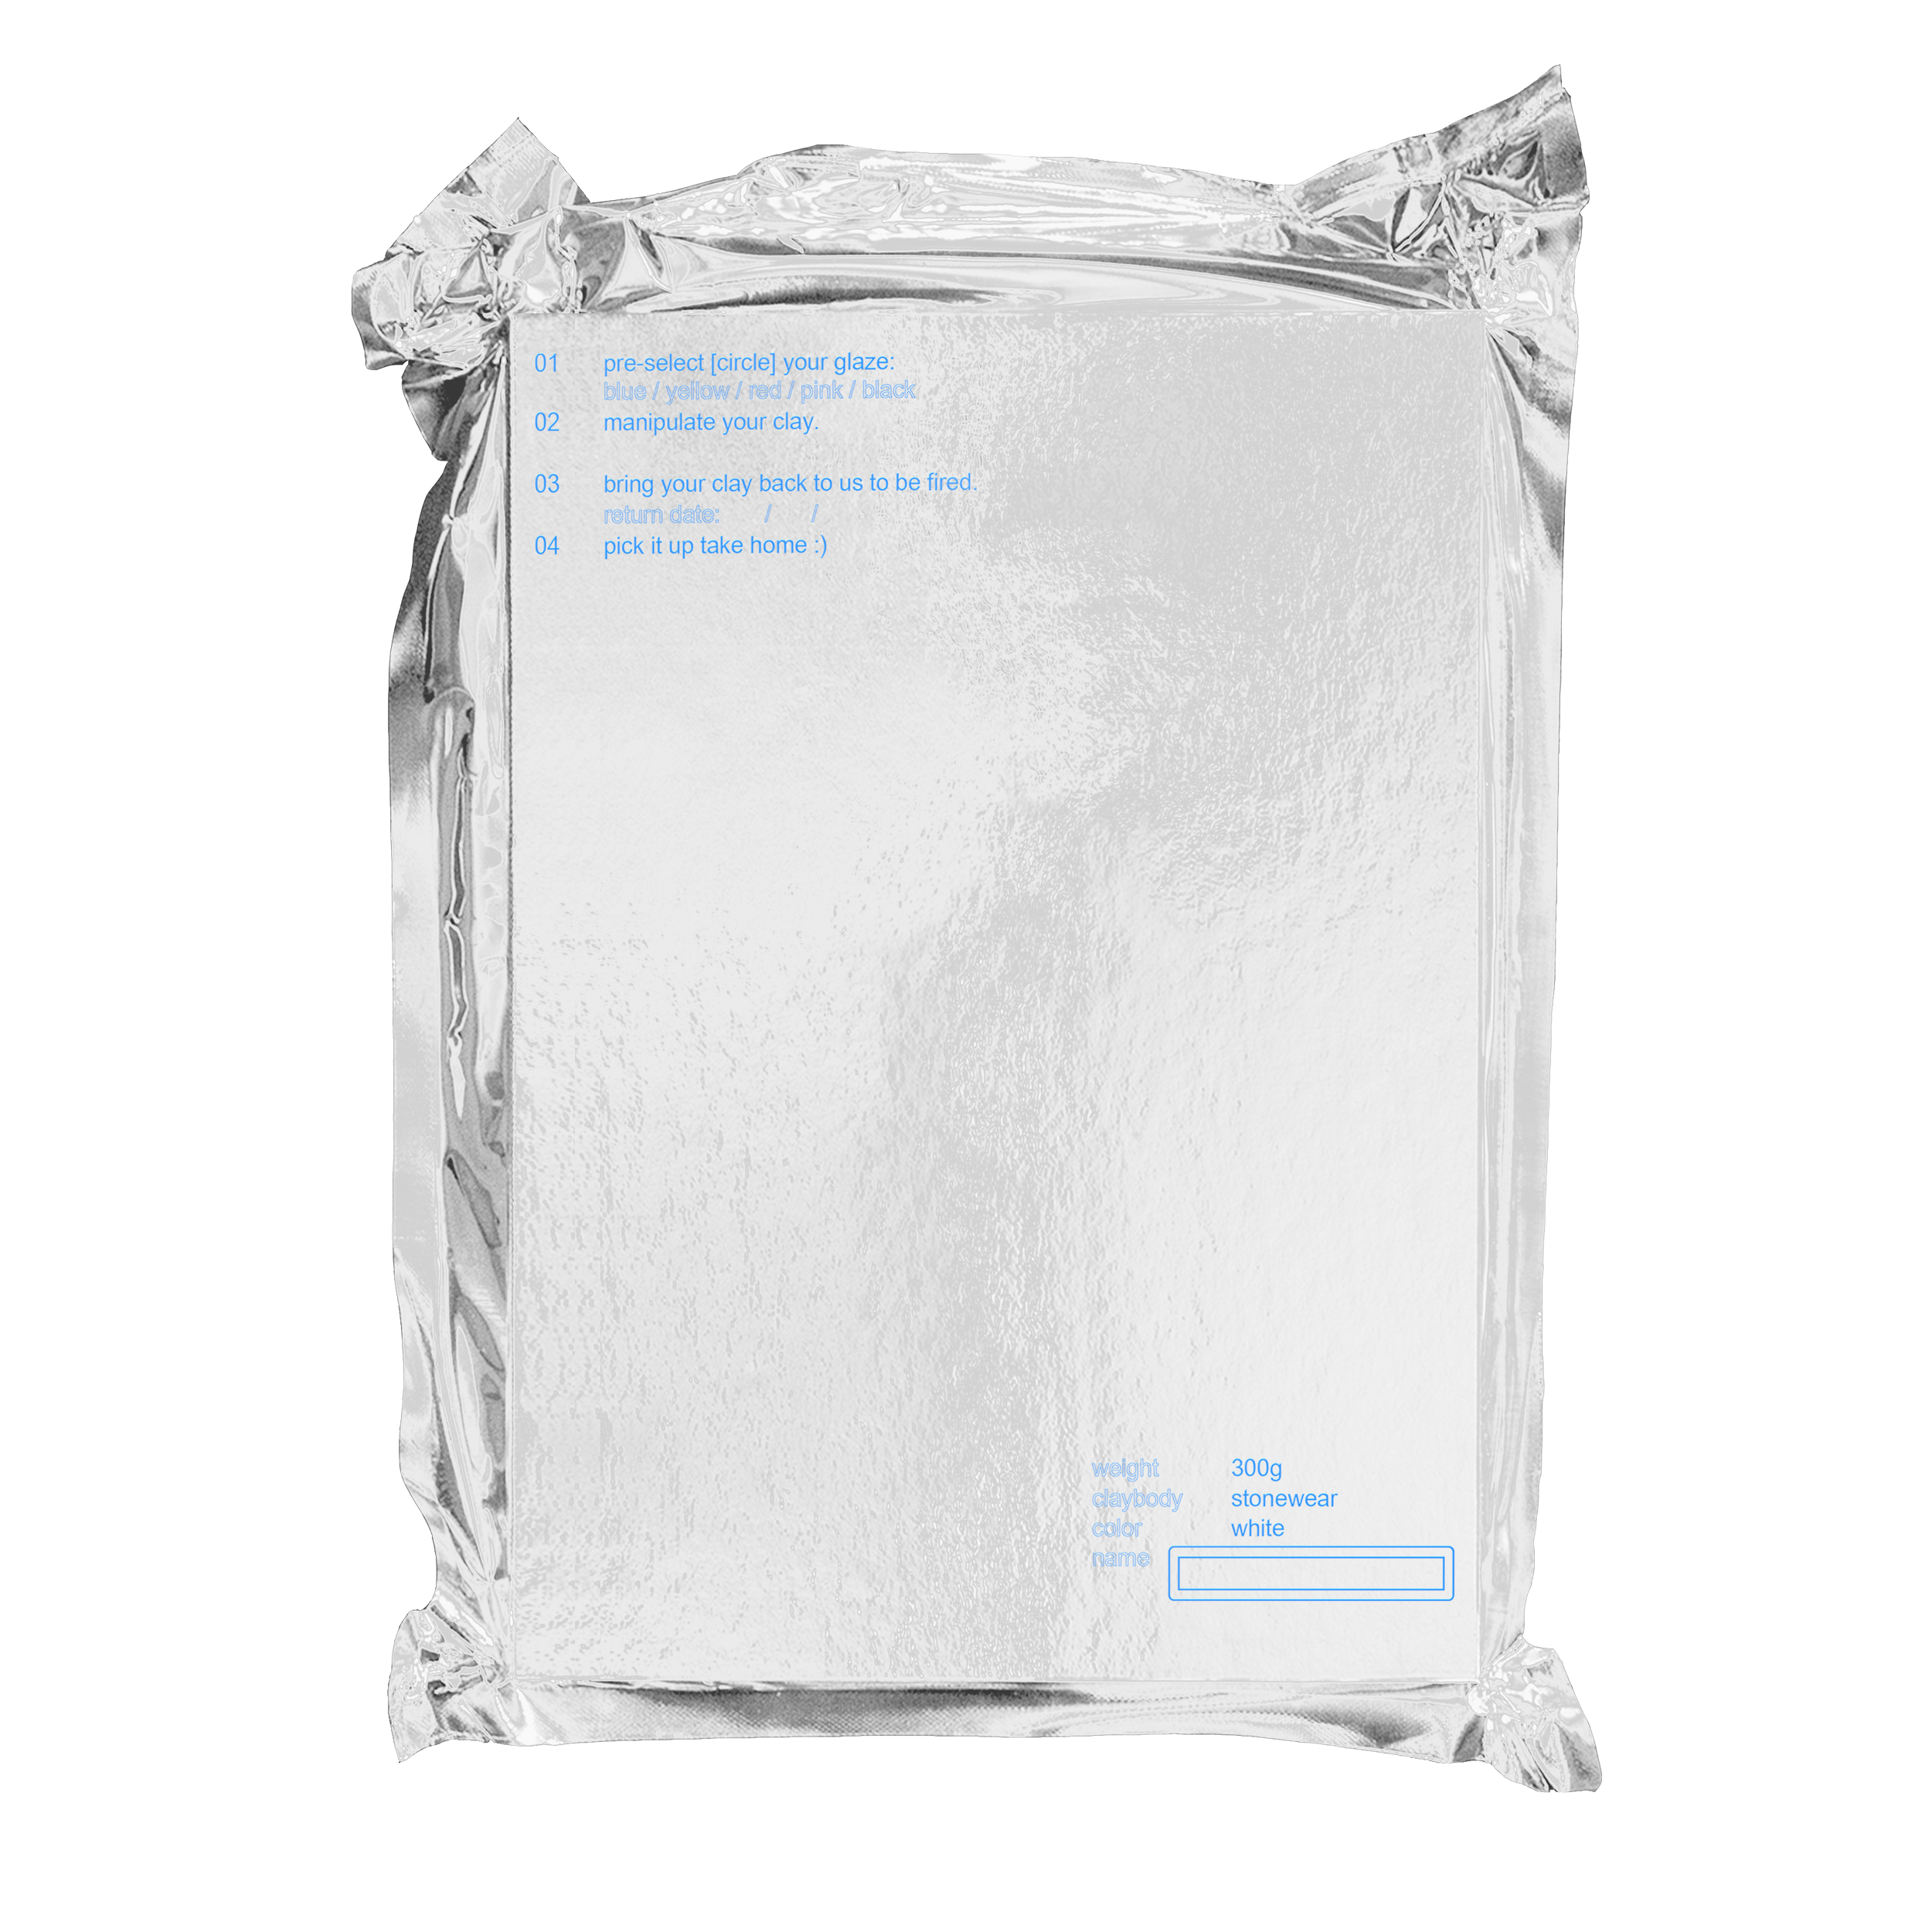 01 pre-select [circle] your glaze:
blue / yellow / red / pink / black
02 manipulate your clay.
03 bring your clay back to us to be fired.
return date: / /
04 pick it up take home :)
weight 300g
claybody stonewear
color white
name